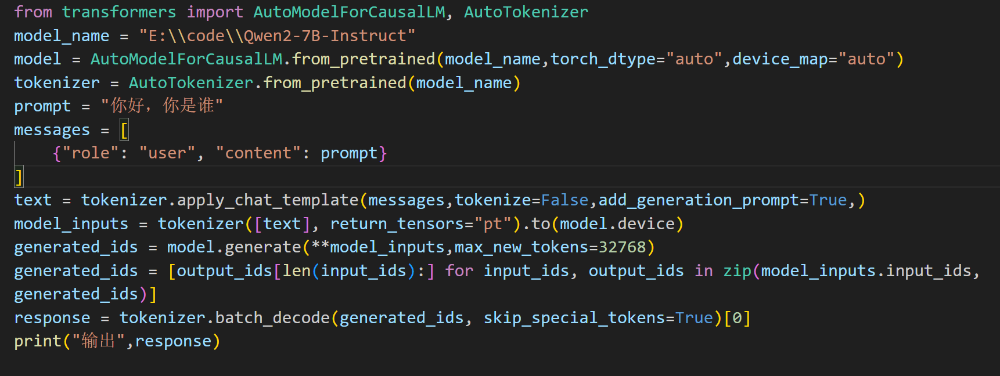 from transformers import AutoModelForCausalLM, AutoTokenizer
model_name = "E:\\code\\Qwen2-7B-Instruct"
model = AutoModelForCausalLM.from_pretrained(model_name,torch_dtype="auto",device_map="auto")
tokenizer = AutoTokenizer.from_pretrained(model_name)
prompt = "你好，你是谁"
messages = [
    {"role": "user", "content": prompt}
]
text = tokenizer.apply_chat_template(messages,tokenize=False,add_generation_prompt=True,)
model_inputs = tokenizer([text], return_tensors="pt").to(model.device)
generated_ids = model.generate(**model_inputs,max_new_tokens=32768)
generated_ids = [output_ids[len(input_ids):] for input_ids, output_ids in zip(model_inputs.input_ids,
generated_ids)]
response = tokenizer.batch_decode(generated_ids, skip_special_tokens=True)[0]
print("输出",response)